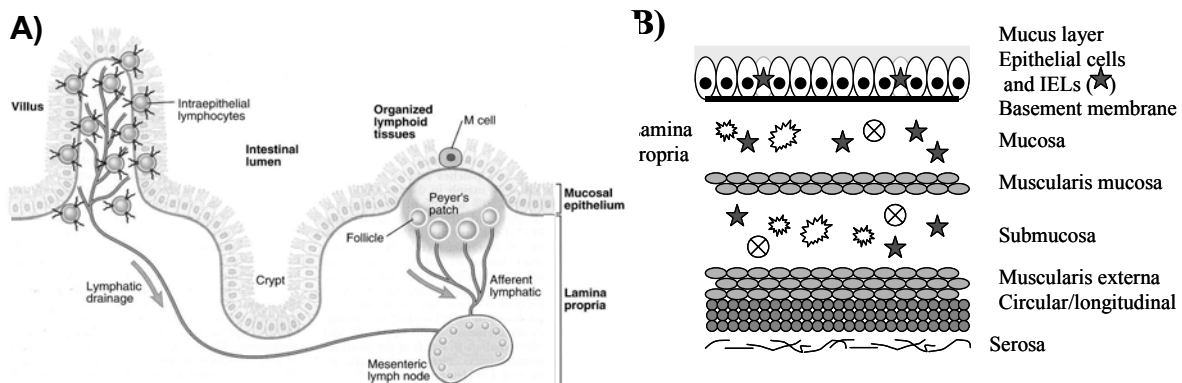 A)
Villus
Intraepithelial
lymphocytes
Intestinal
lumen
Organized
lymphoid
tissues
M cell
Peyer's
patch
Follicle
Mucosal
epithelium
Crypt
Lymphatic
drainage
Afferent
lymphatic
Lamina
propria
Mesenteric
lymph node
B)
Mucus layer
Epithelial cells
and IELs (★)
Basement membrane
amina
ropria
Mucosa
Muscularis mucosa
Submucosa
Muscularis externa
Circular/longitudinal
Serosa